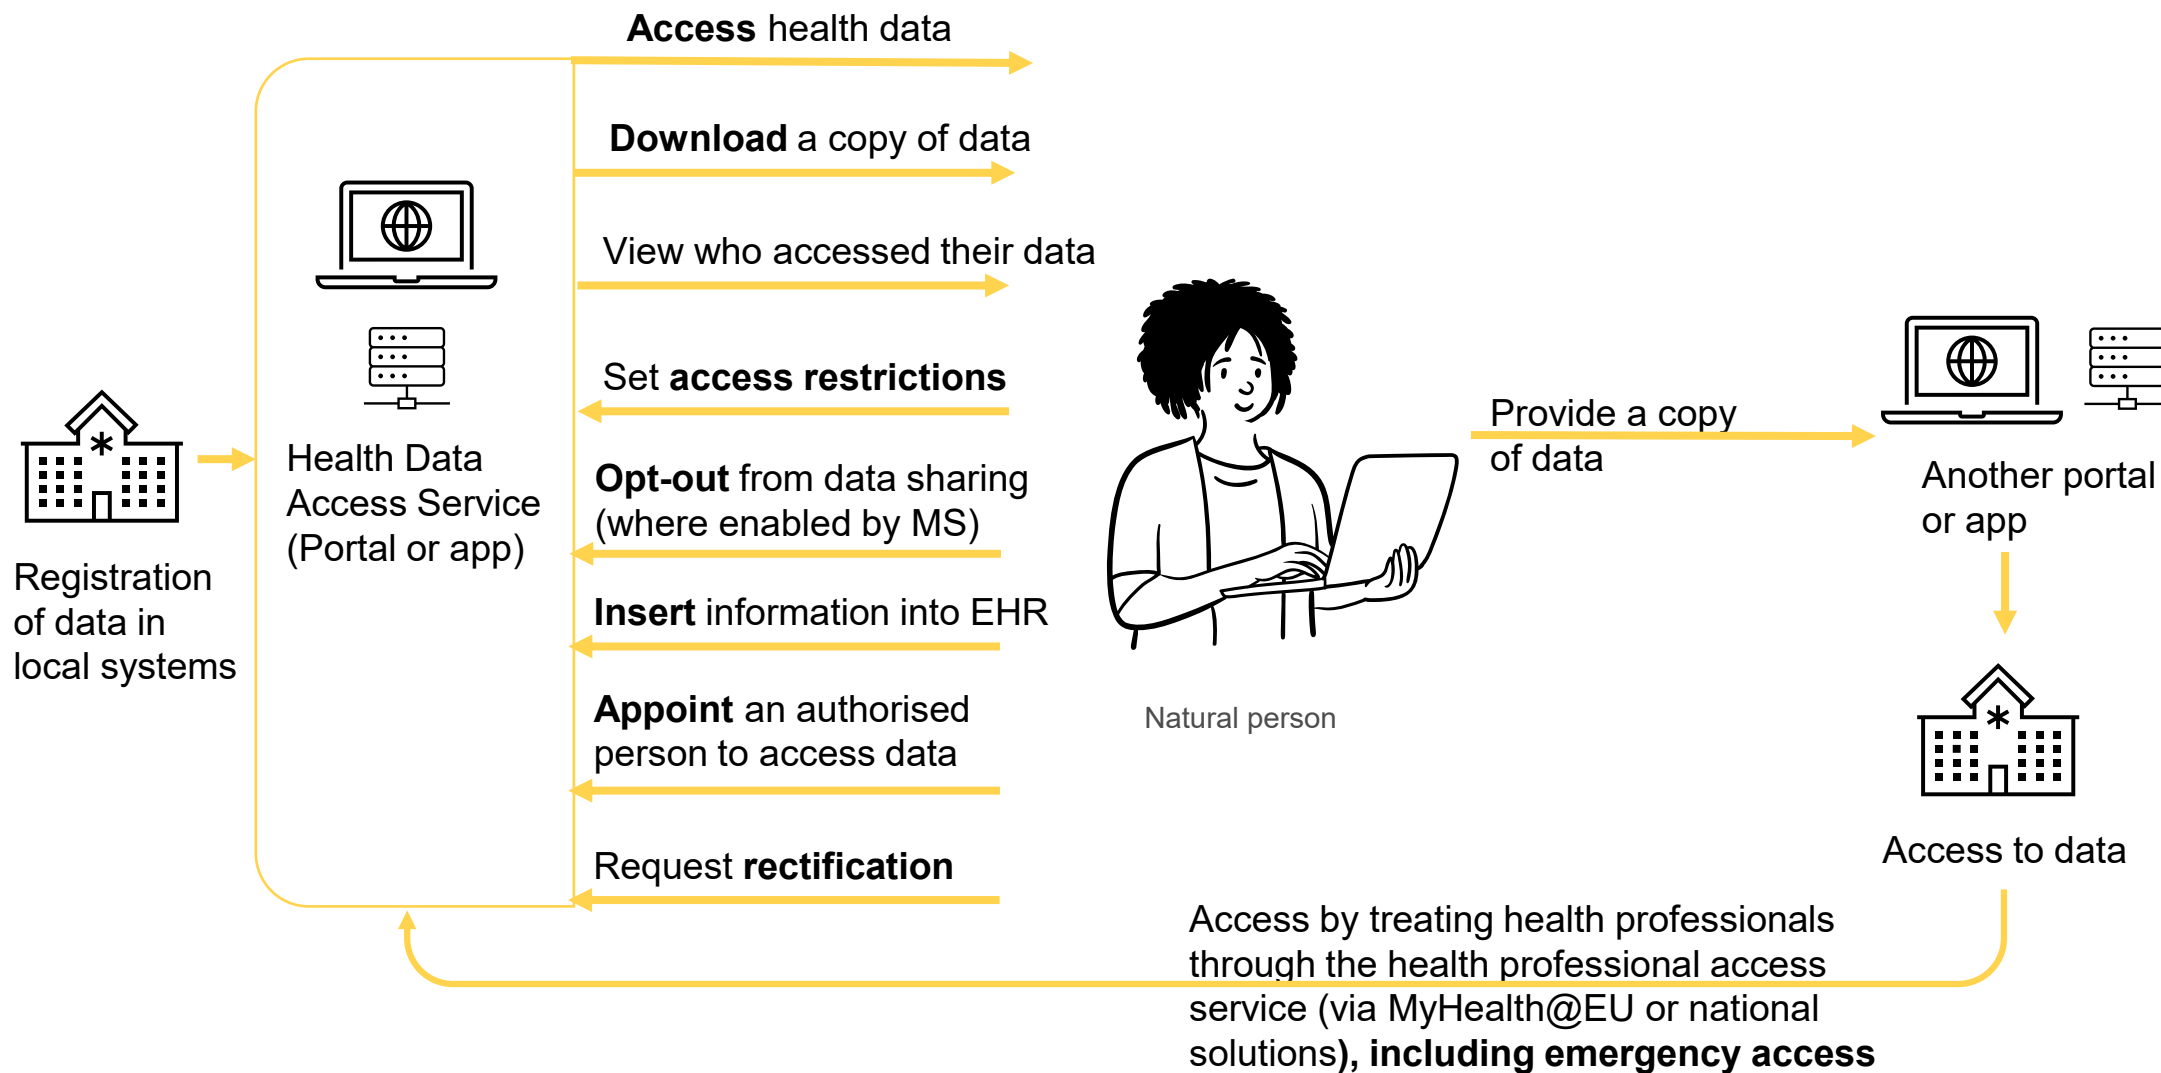 Access health data
Download a copy of data
View who accessed their data
Set access restrictions
Opt-out from data sharing
(where enabled by MS)
Insert information into EHR
Appoint an authorised
person to access data
Request rectification
Health Data
Access Service
(Portal or app)
Registration
of data in
local systems
Natural person
Provide a copy
of data
Another portal
or app
Access to data
Access by treating health professionals
through the health professional access
service (via MyHealth@EU or national
solutions), including emergency access